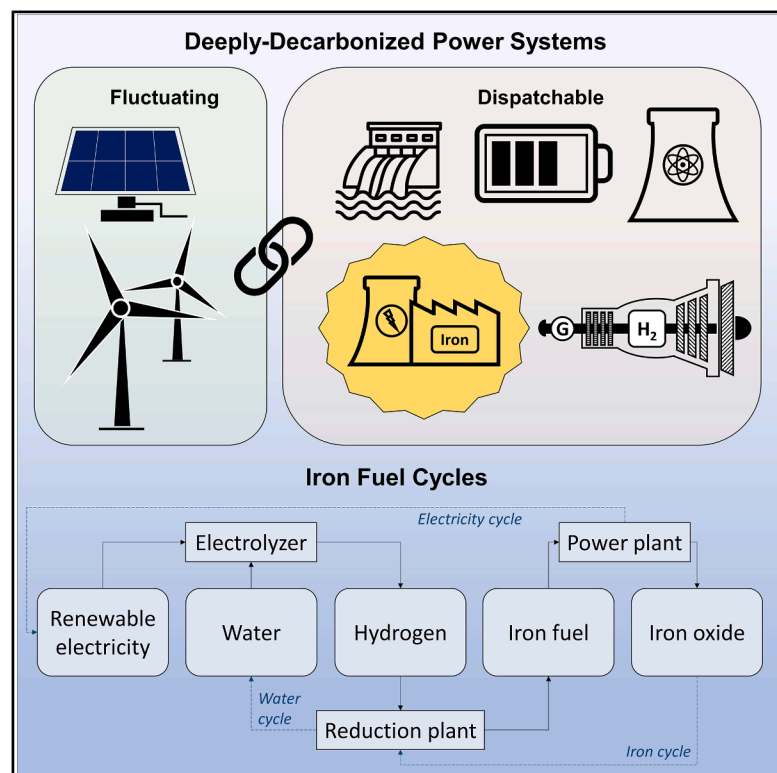 Deeply-Decarbonized Power Systems
Fluctuating
Dispatchable
Iron
G
H₂
Iron Fuel Cycles
Electricity cycle
Electrolyzer
Power plant
Renewable
electricity
Water
Hydrogen
Iron fuel
Iron oxide
Water
cycle
Reduction plant
Iron cycle